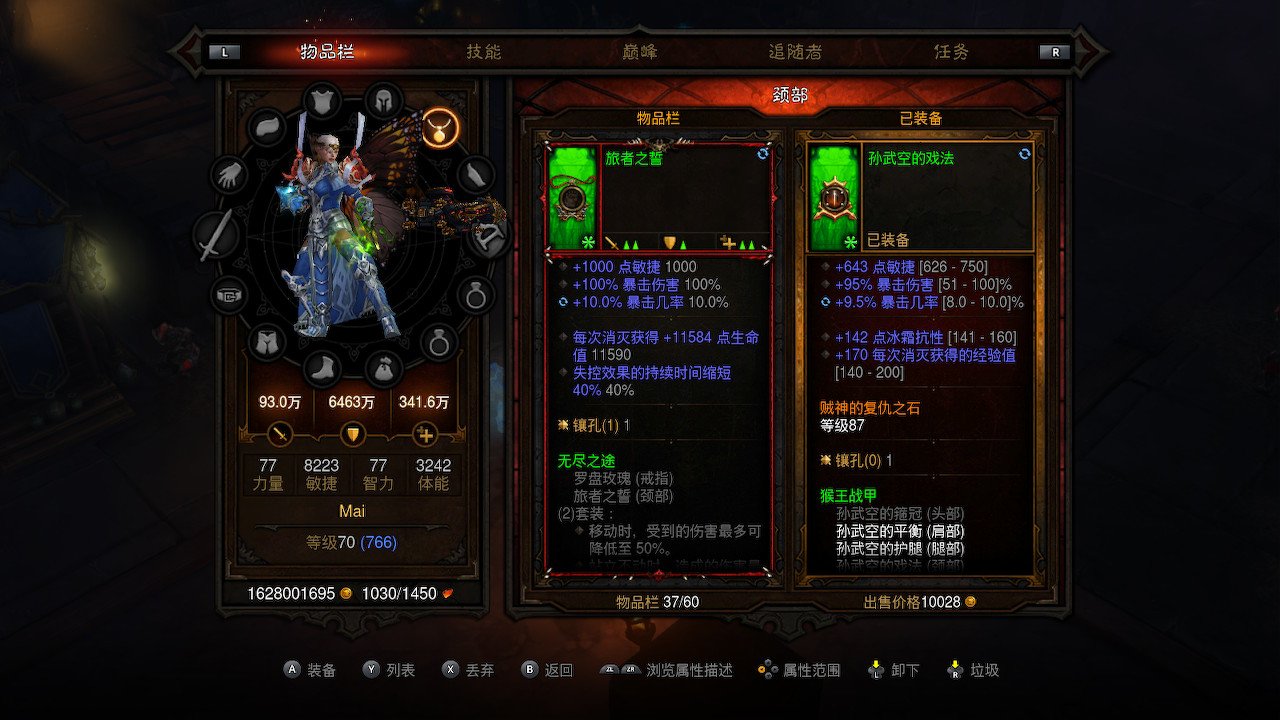 L 物品栏 技能 巅峰 追随者 任务 R
颈部
物品栏 已装备
旅者之誓
+1000 点敏捷 1000
+100% 暴击伤害 100%
+10.0% 暴击几率 10.0%
每次消灭获得 +11584 点生命
值 11590
失控效果的持续时间缩短
40% 40%
镶孔(1) 1
无尽之途
罗盘玫瑰 (戒指)
旅者之誓 (颈部)
(2)套装：
移动时，受到的伤害最多可
降低至 50%。
物品栏 37/60
孙武空的戏法
已装备
+643 点敏捷 [626 - 750]
+95% 暴击伤害 [51 - 100]%
+9.5% 暴击几率 [8.0 - 10.0]%
+142 点冰霜抗性 [141 - 160]
+170 每次消灭获得的经验值
[140 - 200]
贼神的复仇之石
等级87
镶孔(0) 1
猴王战甲
孙武空的箍冠 (头部)
孙武空的平衡 (肩部)
孙武空的护腿 (腿部)
孙武空的戏法 (颈部)
出售价格10028
93.0万 6463万 341.6万
77 8223 77 3242
力量 敏捷 智力 体能
Mai
等级70 (766)
1628001695 1030/1450
A 装备 Y 列表 X 丢弃 B 返回 ZL ZR 浏览属性描述 属性范围 L 卸下 R 垃圾